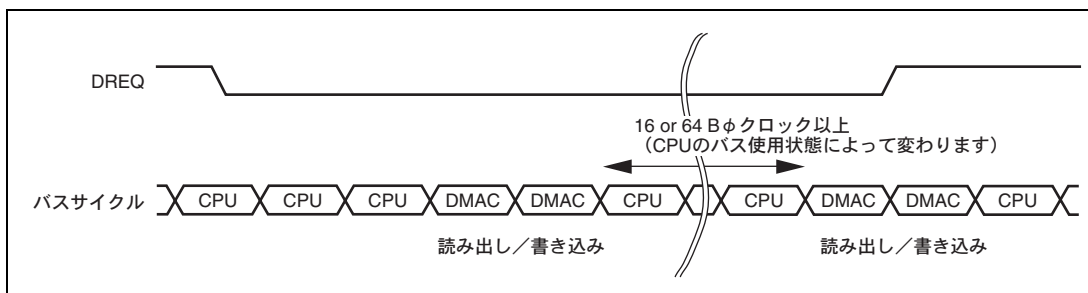 DREQ
16 or 64 Bφクロック以上
（CPUのバス使用状態によって変わります）
バスサイクル CPU CPU CPU DMAC DMAC CPU CPU DMAC DMAC CPU
読み出し／書き込み 読み出し／書き込み